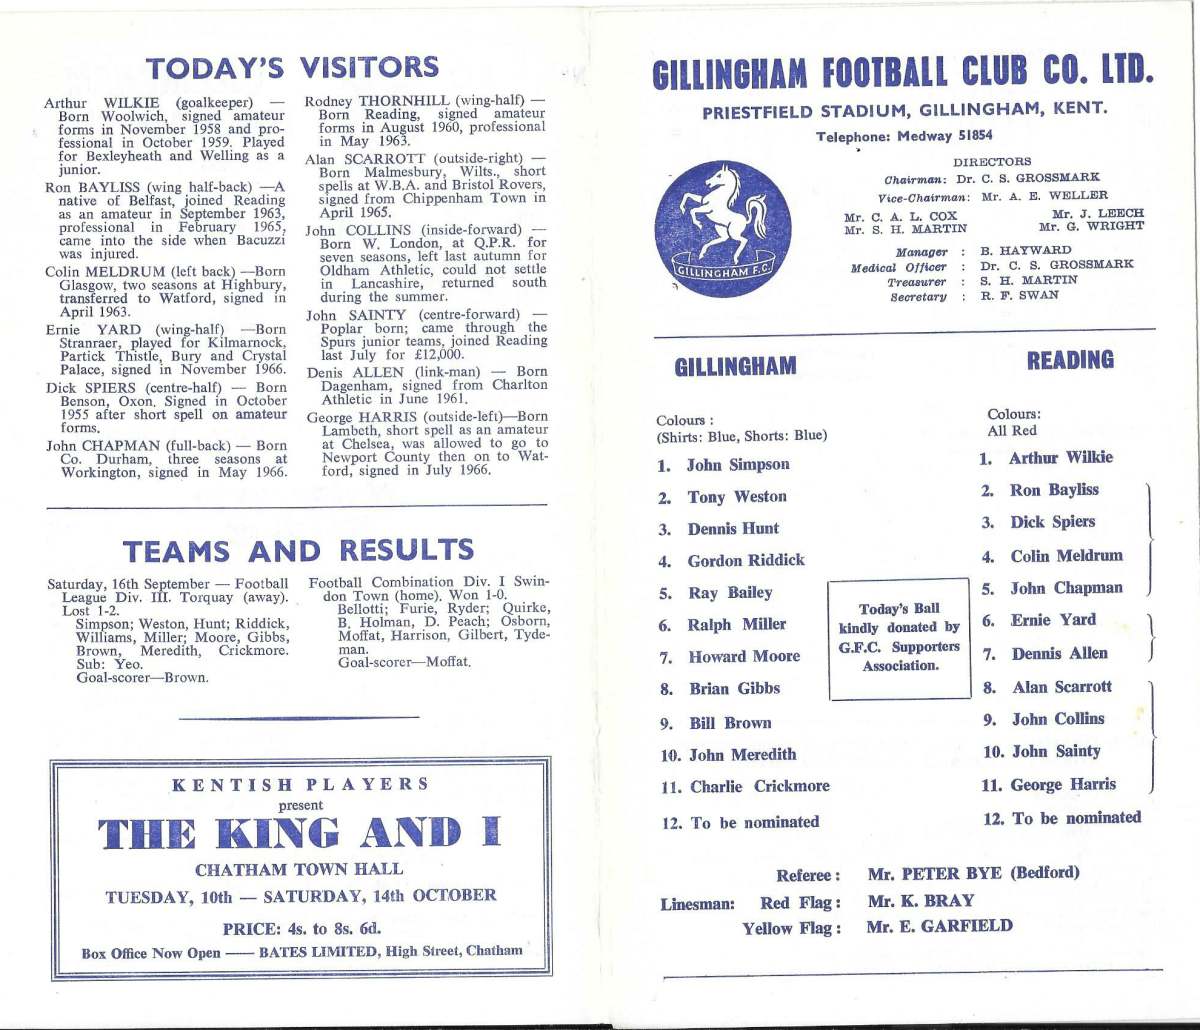 TODAY'S VISITORS
Arthur WILKIE (goalkeeper) —
Born Woolwich, signed amateur
forms in November 1958 and pro-
fessional in October 1959. Played
for Bexleyheath and Welling as a
junior.
Ron BAYLISS (wing half-back) —A
native of Belfast, joined Reading
as an amateur in September 1963,
professional in February 1965,
came into the side when Bacuzzi
was injured.
Colin MELDRUM (left back) —Born
Glasgow, two seasons at Highbury,
transferred to Watford, signed in
April 1963.
Ernie YARD (wing-half) —Born
Stranraer, played for Kilmarnock,
Partick Thistle, Bury and Crystal
Palace, signed in November 1966.
Dick SPIERS (centre-half) — Born
Benson, Oxon. Signed in October
1955 after short spell on amateur
forms.
John CHAPMAN (full-back) — Born
Co. Durham, three seasons at
Workington, signed in May 1966.
Rodney THORNHILL (wing-half) —
Born Reading, signed amateur
forms in August 1960, professional
in May 1963.
Alan SCARROTT (outside-right) —
Born Malmesbury, Wilts., short
spells at W.B.A. and Bristol Rovers,
signed from Chippenham Town in
April 1965.
John COLLINS (inside-forward) —
Born W. London, at Q.P.R. for
seven seasons, left last autumn for
Oldham Athletic, could not settle
in Lancashire, returned south
during the summer.
John SAINTY (centre-forward) —
Poplar born; came through the
Spurs junior teams, joined Reading
last July for £12,000.
Denis ALLEN (link-man) — Born
Dagenham, signed from Charlton
Athletic in June 1961.
George HARRIS (outside-left)—Born
Lambeth, short spell as an amateur
at Chelsea, was allowed to go to
Newport County then on to Wat-
ford, signed in July 1966.
TEAMS AND RESULTS
Saturday, 16th September — Football
League Div. III. Torquay (away).
Lost 1-2.
Simpson; Weston, Hunt; Riddick,
Williams, Miller; Moore, Gibbs,
Brown, Meredith, Crickmore.
Sub: Yeo.
Goal-scorer—Brown.
Football Combination Div. I Swin-
don Town (home). Won 1-0.
Bellotti; Furie, Ryder; Quirke,
B. Holman, D. Peach; Osborn,
Moffat, Harrison, Gilbert, Tyde-
man.
Goal-scorer—Moffat.
KENTISH PLAYERS
present
THE KING AND I
CHATHAM TOWN HALL
TUESDAY, 10th — SATURDAY, 14th OCTOBER
PRICE: 4s. to 8s. 6d.
Box Office Now Open —— BATES LIMITED, High Street, Chatham
GILLINGHAM FOOTBALL CLUB CO. LTD.
PRIESTFIELD STADIUM, GILLINGHAM, KENT.
Telephone: Medway 51854
GILLINGHAM F.C.
DIRECTORS
Chairman: Dr. C. S. GROSSMARK
Vice-Chairman: Mr. A. E. WELLER
Mr. C. A. L. COX Mr. J. LEECH
Mr. S. H. MARTIN Mr. G. WRIGHT
Manager : B. HAYWARD
Medical Officer : Dr. C. S. GROSSMARK
Treasurer : S. H. MARTIN
Secretary : R. F. SWAN
GILLINGHAM
Colours :
(Shirts: Blue, Shorts: Blue)
1. John Simpson
2. Tony Weston
3. Dennis Hunt
4. Gordon Riddick
5. Ray Bailey
6. Ralph Miller
7. Howard Moore
8. Brian Gibbs
9. Bill Brown
10. John Meredith
11. Charlie Crickmore
12. To be nominated
Today's Ball
kindly donated by
G.F.C. Supporters
Association.
READING
Colours:
All Red
1. Arthur Wilkie
2. Ron Bayliss
3. Dick Spiers
4. Colin Meldrum
5. John Chapman
6. Ernie Yard
7. Dennis Allen
8. Alan Scarrott
9. John Collins
10. John Sainty
11. George Harris
12. To be nominated
Referee : Mr. PETER BYE (Bedford)
Linesman: Red Flag : Mr. K. BRAY
Yellow Flag : Mr. E. GARFIELD